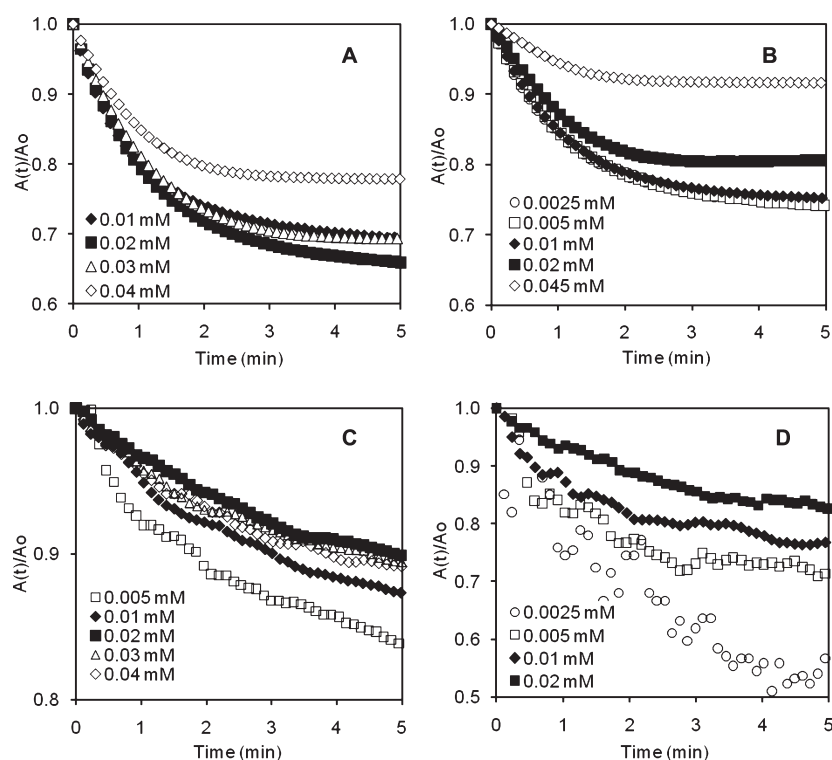 A
A(t)/Ao
1.0
0.9
0.8
0.7
0.6
0.01 mM
0.02 mM
0.03 mM
0.04 mM
0 1 2 3 4 5
Time (min)
B
A(t)/Ao
1.0
0.9
0.8
0.7
0.6
0.0025 mM
0.005 mM
0.01 mM
0.02 mM
0.045 mM
0 1 2 3 4 5
Time (min)
C
A(t)/Ao
1.0
0.9
0.8
0.005 mM
0.01 mM
0.02 mM
0.03 mM
0.04 mM
0 1 2 3 4 5
Time (min)
D
A(t)/Ao
1.0
0.9
0.8
0.7
0.6
0.5
0.0025 mM
0.005 mM
0.01 mM
0.02 mM
0 1 2 3 4 5
Time (min)